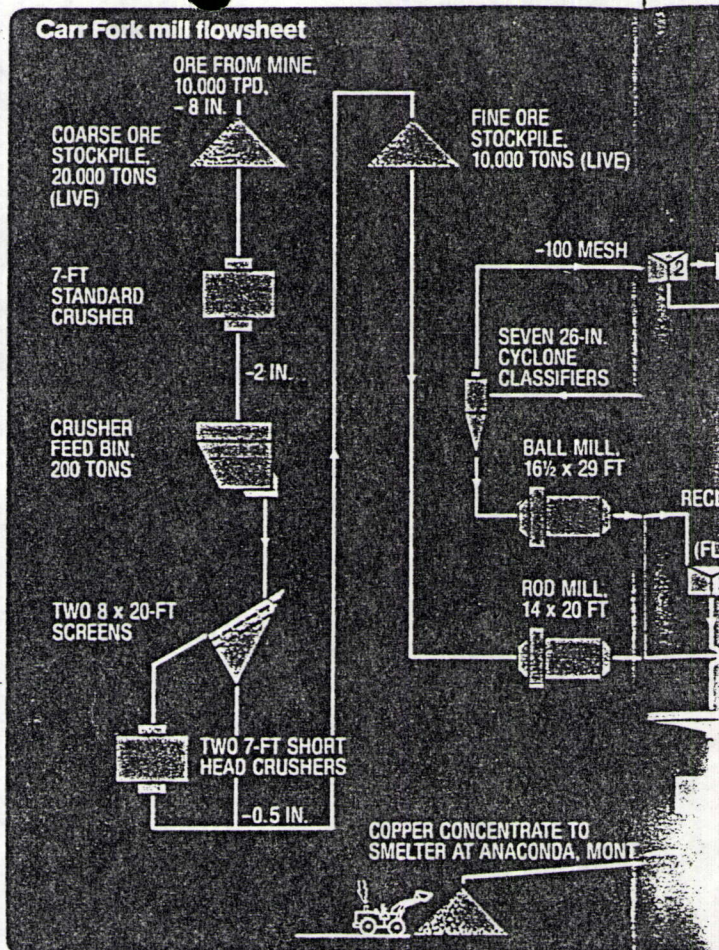 Carr Fork mill flowsheet
ORE FROM MINE,
10,000 TPD,
– 8 IN.
COARSE ORE
STOCKPILE,
20,000 TONS
(LIVE)
7-FT
STANDARD
CRUSHER
–2 IN.
CRUSHER
FEED BIN,
200 TONS
TWO 8 x 20-FT
SCREENS
TWO 7-FT SHORT
HEAD CRUSHERS
–0.5 IN.
FINE ORE
STOCKPILE,
10,000 TONS (LIVE)
–100 MESH
2
SEVEN 26-IN.
CYCLONE
CLASSIFIERS
BALL MILL,
16½ x 29 FT
ROD MILL,
14 x 20 FT
COPPER CONCENTRATE TO
SMELTER AT ANACONDA, MONT